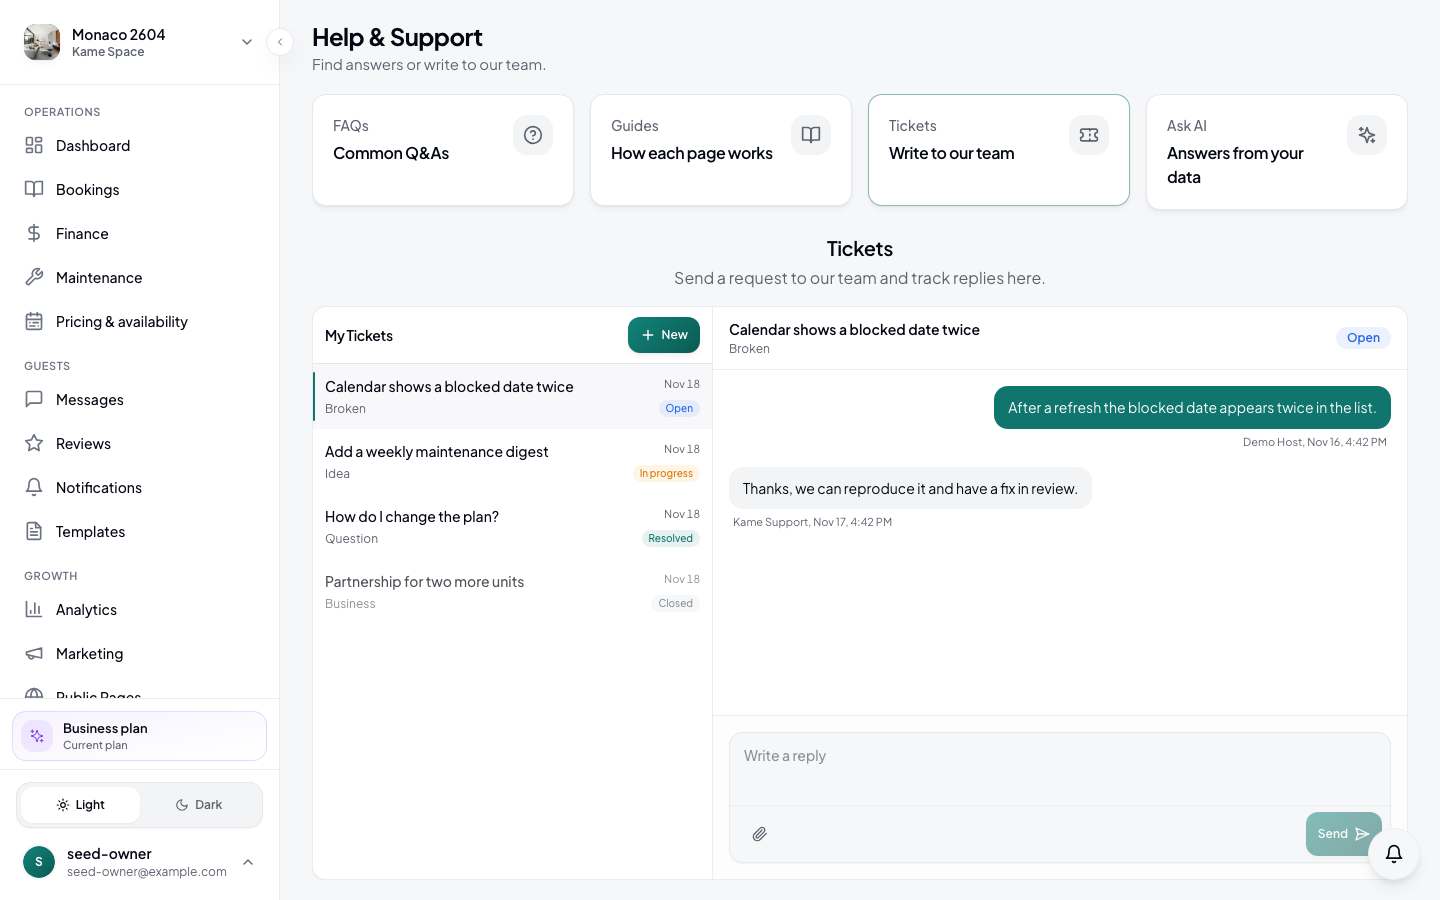 Monaco 2604
Kame Space
OPERATIONS
Dashboard
Bookings
Finance
Maintenance
Pricing & availability
GUESTS
Messages
Reviews
Notifications
Templates
GROWTH
Analytics
Marketing
Public Pages
Business plan
Current plan
Light
Dark
S
seed-owner
seed-owner@example.com
Help & Support
Find answers or write to our team.
FAQs
Common Q&As
Guides
How each page works
Tickets
Write to our team
Ask AI
Answers from your
data
Tickets
Send a request to our team and track replies here.
My Tickets
New
Calendar shows a blocked date twice
Nov 18
Broken
Open
Add a weekly maintenance digest
Nov 18
Idea
In progress
How do I change the plan?
Nov 18
Question
Resolved
Partnership for two more units
Nov 18
Business
Closed
Calendar shows a blocked date twice
Broken
Open
After a refresh the blocked date appears twice in the list.
Demo Host, Nov 16, 4:42 PM
Thanks, we can reproduce it and have a fix in review.
Kame Support, Nov 17, 4:42 PM
Write a reply
Send